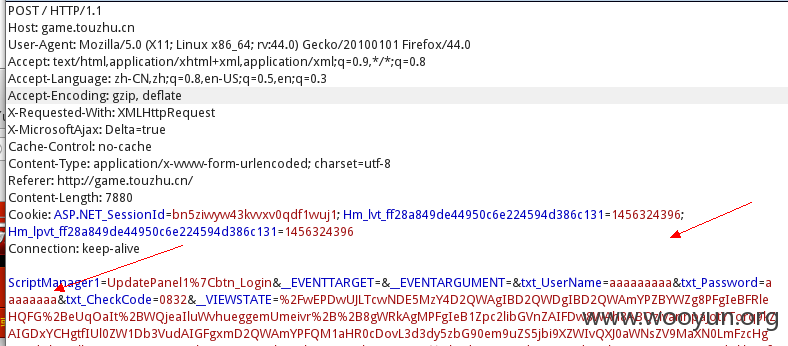 POST / HTTP/1.1
Host: game.touzhu.cn
User-Agent: Mozilla/5.0 (X11; Linux x86_64; rv:44.0) Gecko/20100101 Firefox/44.0
Accept: text/html,application/xhtml+xml,application/xml;q=0.9,*/*;q=0.8
Accept-Language: zh-CN,zh;q=0.8,en-US;q=0.5,en;q=0.3
Accept-Encoding: gzip, deflate
X-Requested-With: XMLHttpRequest
X-MicrosoftAjax: Delta=true
Cache-Control: no-cache
Content-Type: application/x-www-form-urlencoded; charset=utf-8
Referer: http://game.touzhu.cn/
Content-Length: 7880
Cookie: ASP.NET_SessionId=bn5ziwyw43kvvxv0qdf1wuj1; Hm_lvt_ff28a849de44950c6e224594d386c131=1456324396;
Hm_lpvt_ff28a849de44950c6e224594d386c131=1456324396
Connection: keep-alive
ScriptManager1=UpdatePanel1%7Cbtn_Login&__EVENTTARGET=&__EVENTARGUMENT=&txt_UserName=aaaaaaaaa&txt_Password=a
aaaaaaaa&txt_CheckCode=0832&__VIEWSTATE=%2FwEPDwUJLTcwNDE5MzY4D2QWAgIBD2QWDgIBD2QWAmYPZBYWZg8PFgIeBFRle
HQFG%2BeUqOaIt%2BWQjeaIluWvhueggemUmeivr%2B%2B8gWRkAgMPFgIeB1Zpc2libGVnZAIFDw
www.wooyun.org